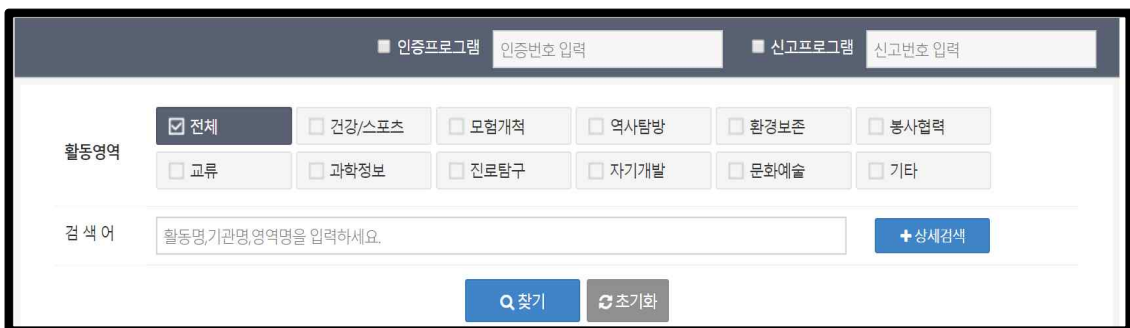 인증프로그램 인증번호 입력 신고프로그램 신고번호 입력
활동영역
전체 건강/스포츠 모험개척 역사탐방 환경보존 봉사협력
교류 과학정보 진로탐구 자기개발 문화예술 기타
검 색 어 활동명,기관명,영역명을 입력하세요. +상세검색
찾기 초기화